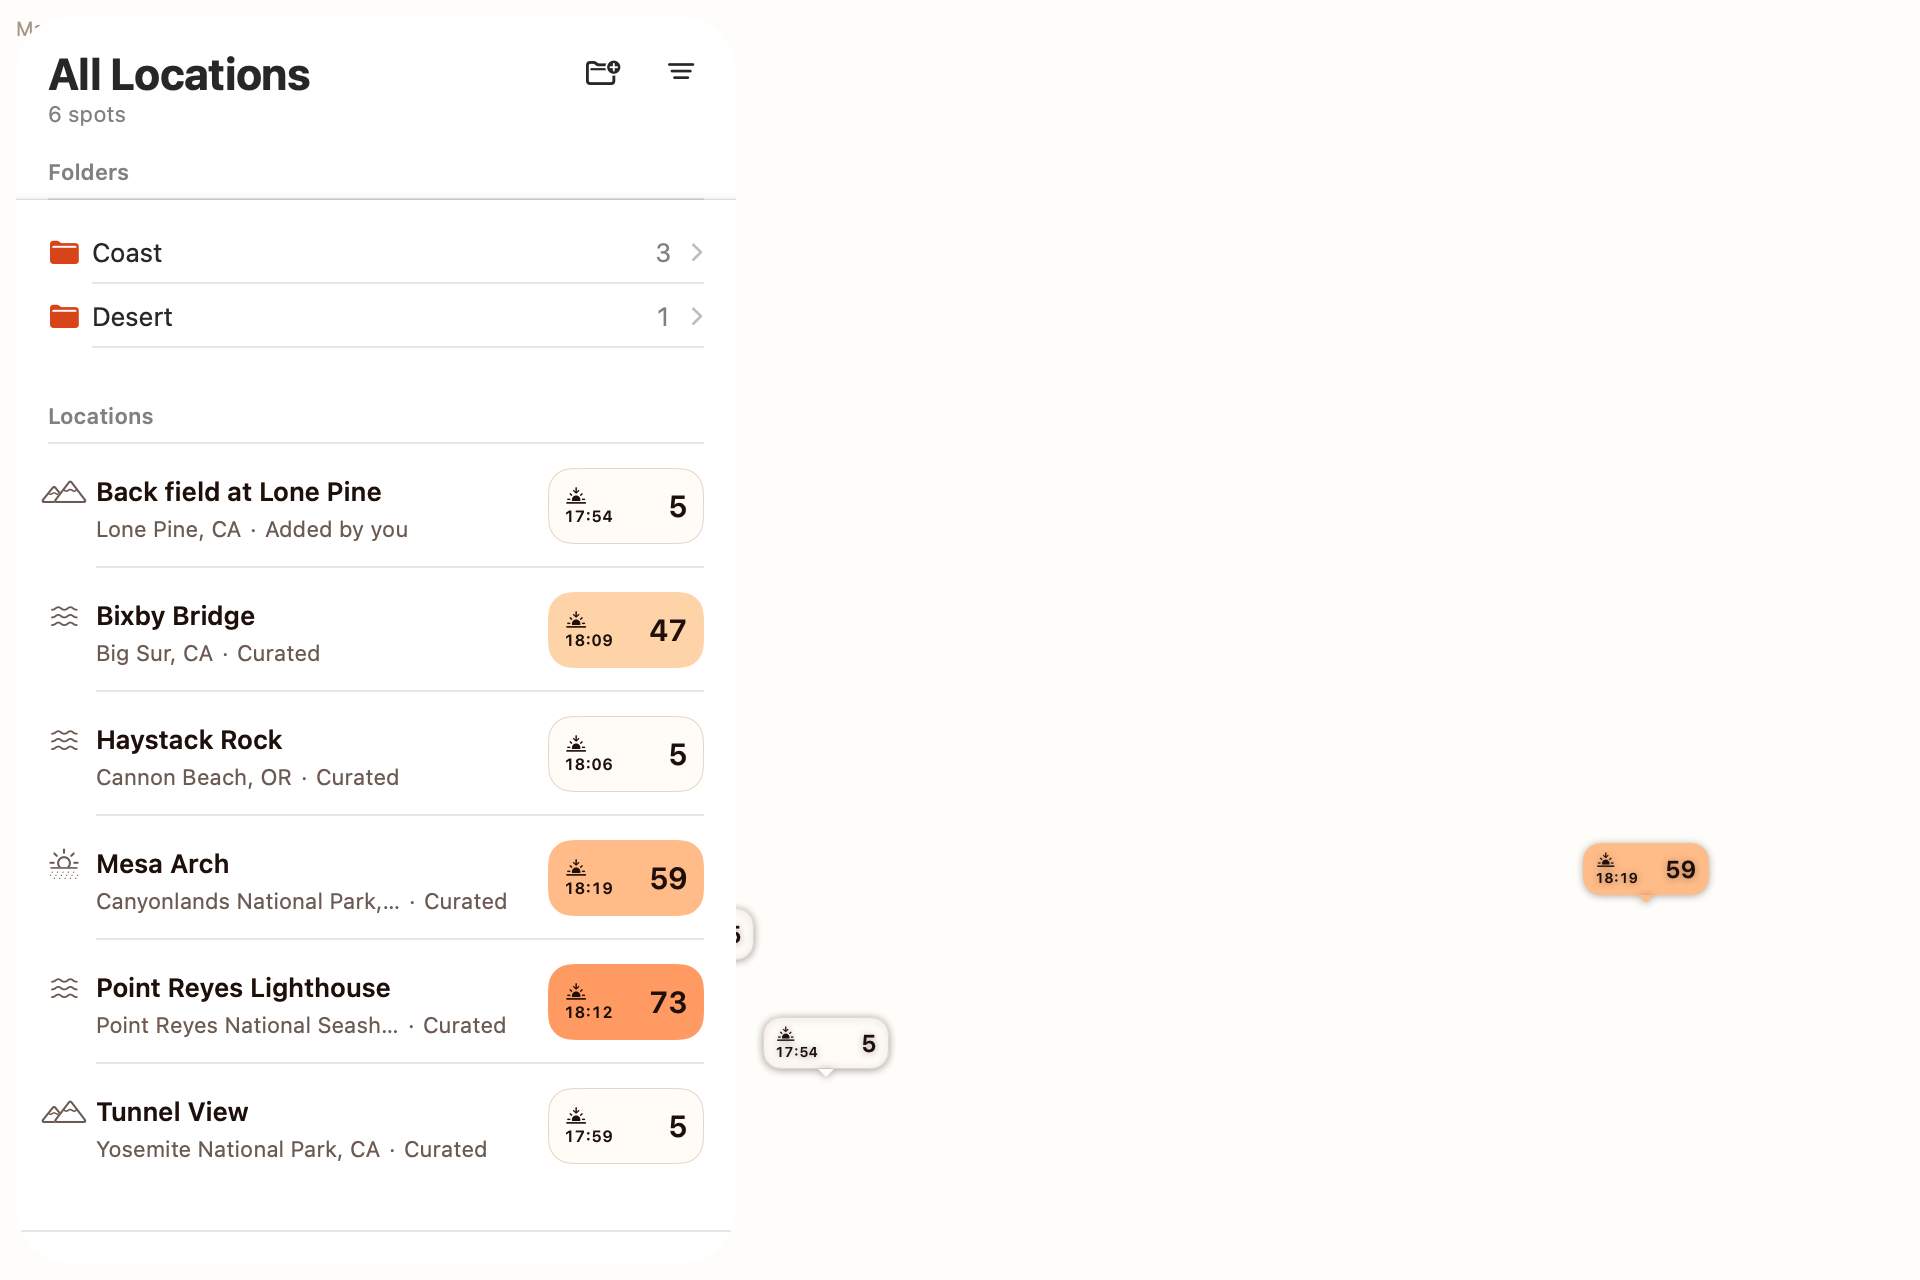 All Locations
6 spots
Folders
Coast 3
Desert 1
Locations
Back field at Lone Pine
Lone Pine, CA · Added by you
17:54 5
Bixby Bridge
Big Sur, CA · Curated
18:09 47
Haystack Rock
Cannon Beach, OR · Curated
18:06 5
Mesa Arch
Canyonlands National Park,... · Curated
18:19 59
Point Reyes Lighthouse
Point Reyes National Seash... · Curated
18:12 73
Tunnel View
Yosemite National Park, CA · Curated
17:59 5
18:19 59
5
17:54 5